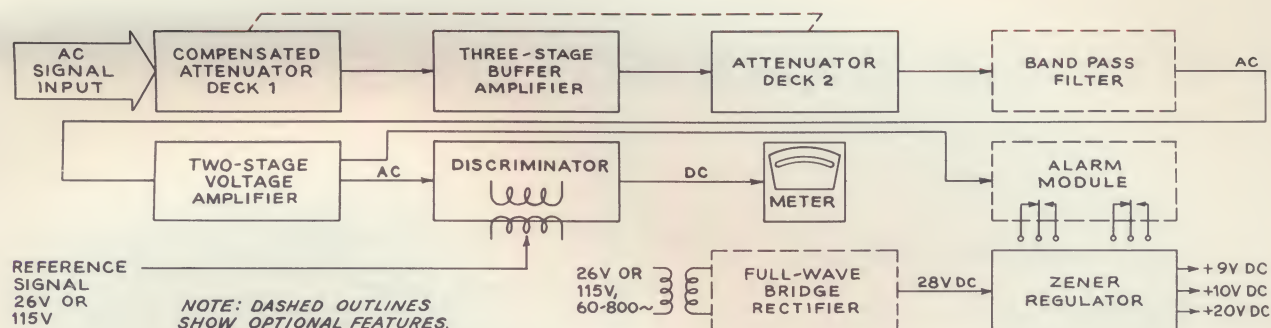 AC
SIGNAL
INPUT
COMPENSATED
ATTENUATOR
DECK 1
THREE-STAGE
BUFFER
AMPLIFIER
ATTENUATOR
DECK 2
BAND PASS
FILTER
AC
TWO-STAGE
VOLTAGE
AMPLIFIER
AC
DISCRIMINATOR
DC
METER
ALARM
MODULE
REFERENCE
SIGNAL
26V OR
115V
NOTE: DASHED OUTLINES
SHOW OPTIONAL FEATURES.
26V OR
115V,
60-800~
FULL-WAVE
BRIDGE
RECTIFIER
28V DC
ZENER
REGULATOR
+9V DC
+10V DC
+20V DC